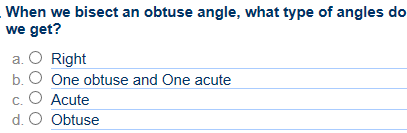 When we bisect an obtuse angle, what type of angles do
we get?
a. Right
b. One obtuse and One acute
c. Acute
d. Obtuse